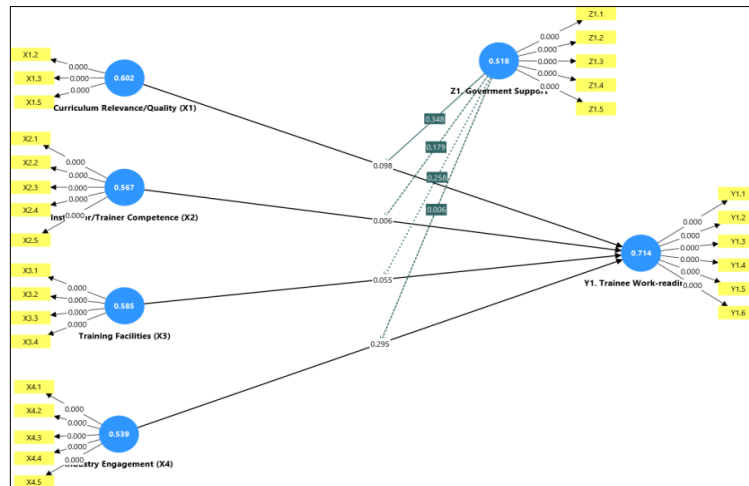 X1.2
X1.3
X1.5
0.000
0.000
0.000
0.602
Curriculum Relevance/Quality (X1)
X2.1
X2.2
X2.3
X2.4
X2.5
0.000
0.000
0.000
0.000
0.000
0.567
or/Trainer Competence (X2)
X3.1
X3.2
X3.3
X3.4
0.000
0.000
0.000
0.000
0.585
Training Facilities (X3)
X4.1
X4.2
X4.3
X4.4
X4.5
0.000
0.000
0.000
0.000
0.000
0.539
Industry Engagement (X4)
0.518
Z1. Goverment Support
0.000
0.000
0.000
0.000
0.000
Z1.1
Z1.2
Z1.3
Z1.4
Z1.5
0.348
0.179
0.258
0.006
0.098
0.006
0.055
0.295
0.714
Y1. Trainee Work-readin
0.000
0.000
0.000
0.000
0.000
0.000
Y1.1
Y1.2
Y1.3
Y1.4
Y1.5
Y1.6